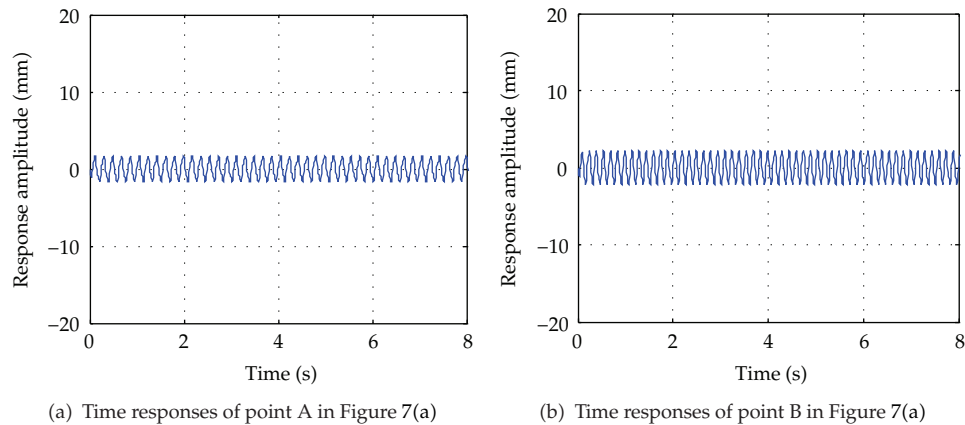 20
10
0
−10
−20
Response amplitude (mm)
0 2 4 6 8
Time (s)
(a) Time responses of point A in Figure 7(a)
20
10
0
−10
−20
Response amplitude (mm)
0 2 4 6 8
Time (s)
(b) Time responses of point B in Figure 7(a)